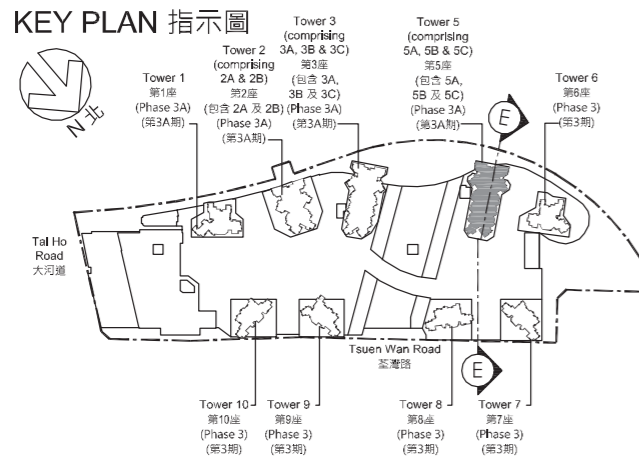 KEY PLAN 指示圖
N 北
Tower 1
第1座
(Phase 3A)
(第3A期)
Tower 2
(comprising
2A & 2B)
第2座
(包含 2A 及 2B)
(Phase 3A)
(第3A期)
Tower 3
(comprising
3A, 3B & 3C)
第3座
(包含 3A,
3B 及 3C)
(Phase 3A)
(第3A期)
Tower 5
(comprising
5A, 5B & 5C)
第5座
(包含 5A,
5B 及 5C)
(Phase 3A)
(第3A期)
E
Tower 6
第6座
(Phase 3)
(第3期)
Tai Ho
Road
大河道
Tsuen Wan Road
荃灣路
E
Tower 10
第10座
(Phase 3)
(第3期)
Tower 9
第9座
(Phase 3)
(第3期)
Tower 8
第8座
(Phase 3)
(第3期)
Tower 7
第7座
(Phase 3)
(第3期)